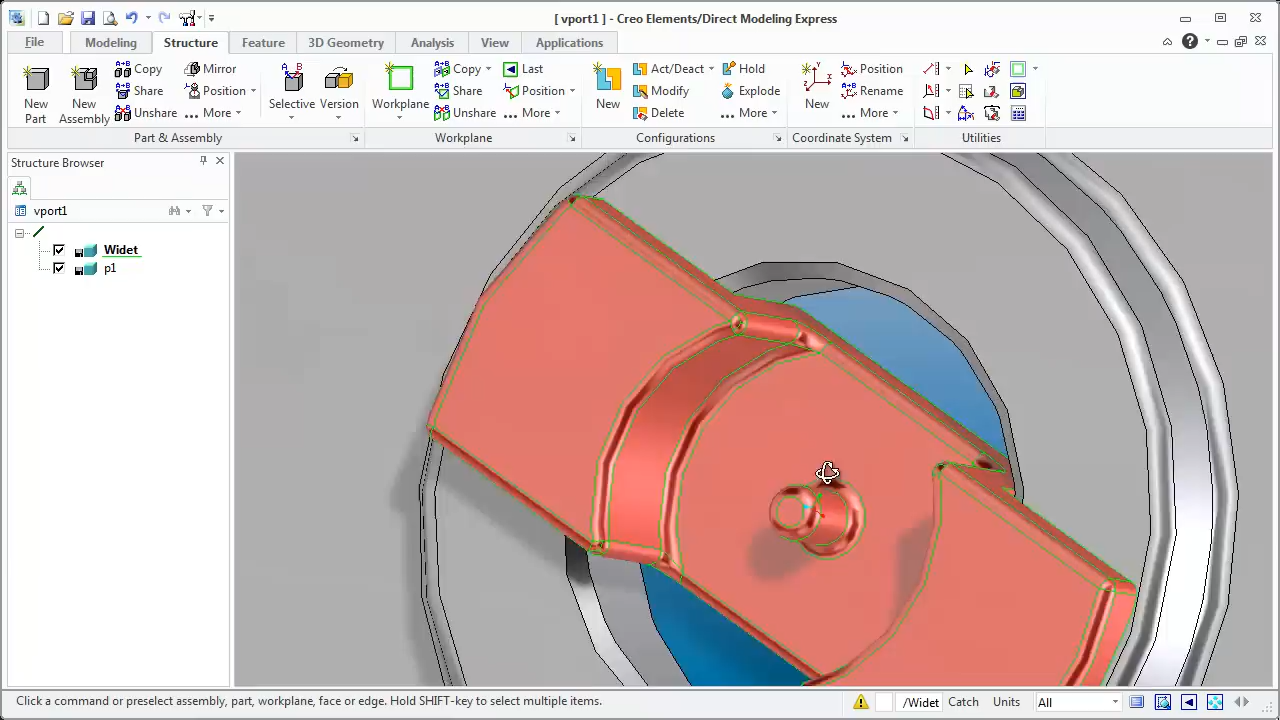 [ vport1 ] - Creo Elements/Direct Modeling Express
File Modeling Structure Feature 3D Geometry Analysis View Applications
New Part
New Assembly
Copy
Share
Unshare
Mirror
Position
More
Selective
Version
Part & Assembly
Workplane
Copy
Share
Unshare
Last
Position
More
Workplane
New
Act/Deact
Modify
Delete
Hold
Explode
More
Configurations
New
Position
Rename
More
Coordinate System
Utilities
Structure Browser
vport1
Widet
p1
Click a command or preselect assembly, part, workplane, face or edge. Hold SHIFT-key to select multiple items.
/Widet Catch Units All